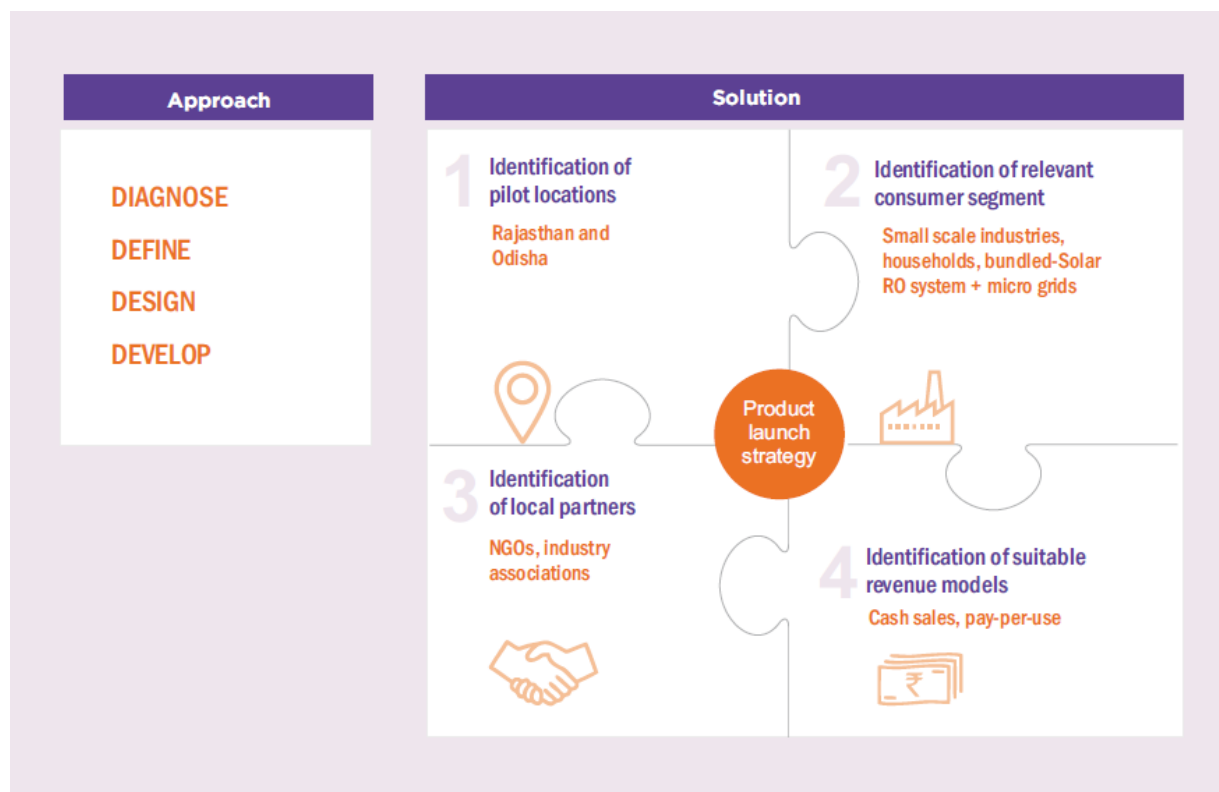 Approach
DIAGNOSE
DEFINE
DESIGN
DEVELOP
Solution
1
Identification of
pilot locations
Rajasthan and
Odisha
2
Identification of relevant
consumer segment
Small scale industries,
households, bundled-Solar
RO system + micro grids
Product
launch
strategy
3
Identification
of local partners
NGOs, industry
associations
4
Identification of suitable
revenue models
Cash sales, pay-per-use
₹